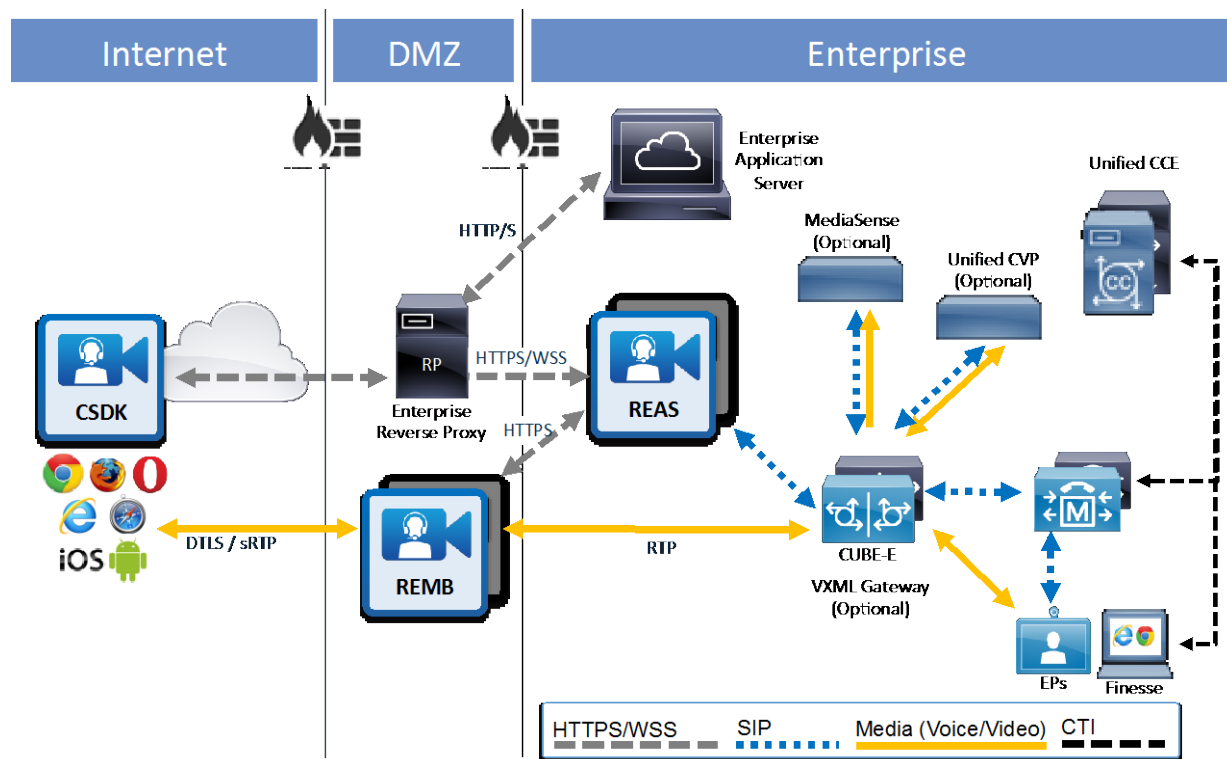 Internet
DMZ
Enterprise
Enterprise
Application
Server
Unified CCE
HTTP/S
MediaSense
(Optional)
Unified CVP
(Optional)
CC
CSDK
RP
HTTPS/WSS
REAS
Enterprise
Reverse Proxy
HTTPS
iOS
DTLS / sRTP
REMB
RTP
CUBE-E
VXML Gateway
(Optional)
M
EPs
Finesse
HTTPS/WSS
SIP
Media (Voice/Video)
CTI